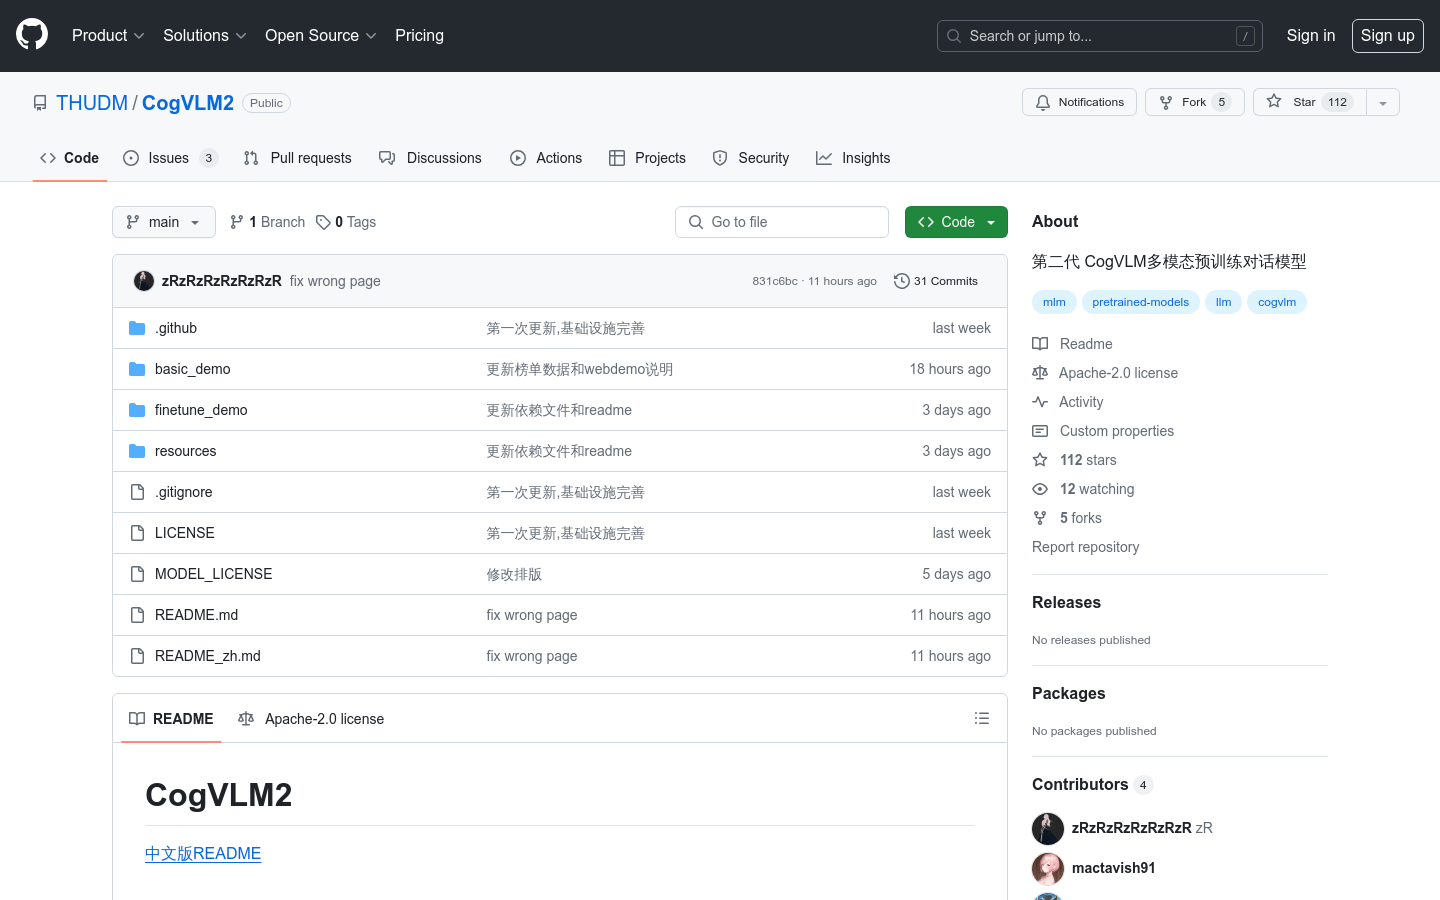 Product Solutions Open Source Pricing Search or jump to... / Sign in Sign up
THUDM / CogVLM2 Public Notifications Fork 5 Star 112
Code Issues 3 Pull requests Discussions Actions Projects Security Insights
main 1 Branch 0 Tags Go to file Code
zRzRzRzRzRzRzR fix wrong page 831c6bc · 11 hours ago 31 Commits
.github 第一次更新,基础设施完善 last week
basic_demo 更新榜单数据和webdemo说明 18 hours ago
finetune_demo 更新依赖文件和readme 3 days ago
resources 更新依赖文件和readme 3 days ago
.gitignore 第一次更新,基础设施完善 last week
LICENSE 第一次更新,基础设施完善 last week
MODEL_LICENSE 修改排版 5 days ago
README.md fix wrong page 11 hours ago
README_zh.md fix wrong page 11 hours ago
README Apache-2.0 license
CogVLM2
中文版README
About
第二代 CogVLM多模态预训练对话模型
mlm pretrained-models llm cogvlm
Readme
Apache-2.0 license
Activity
Custom properties
112 stars
12 watching
5 forks
Report repository
Releases
No releases published
Packages
No packages published
Contributors 4
zRzRzRzRzRzRzR zR
mactavish91